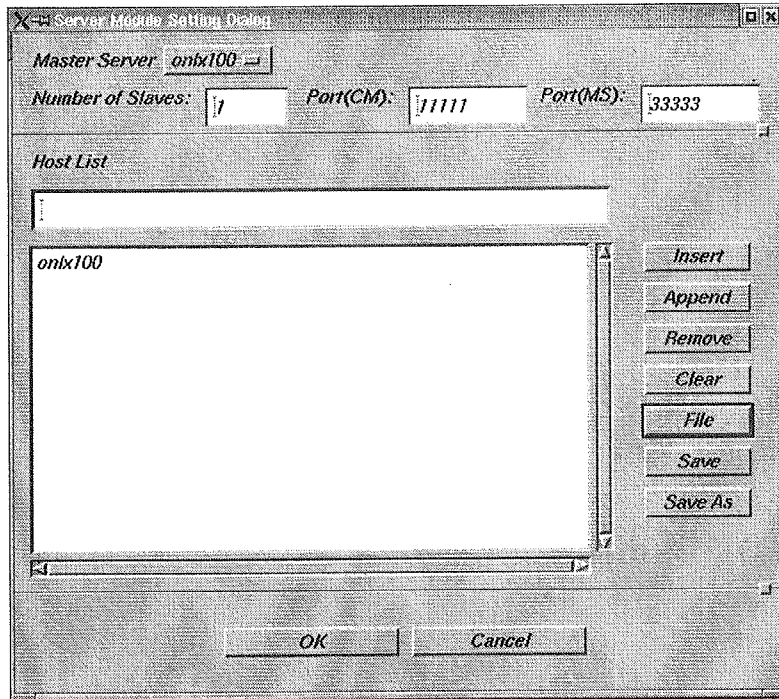 Server Module Setting Dialog
Master Server onlx100
Number of Slaves: 1 Port(CM): 11111 Port(MS): 33333
Host List
onlx100
Insert
Append
Remove
Clear
File
Save
Save As
OK Cancel